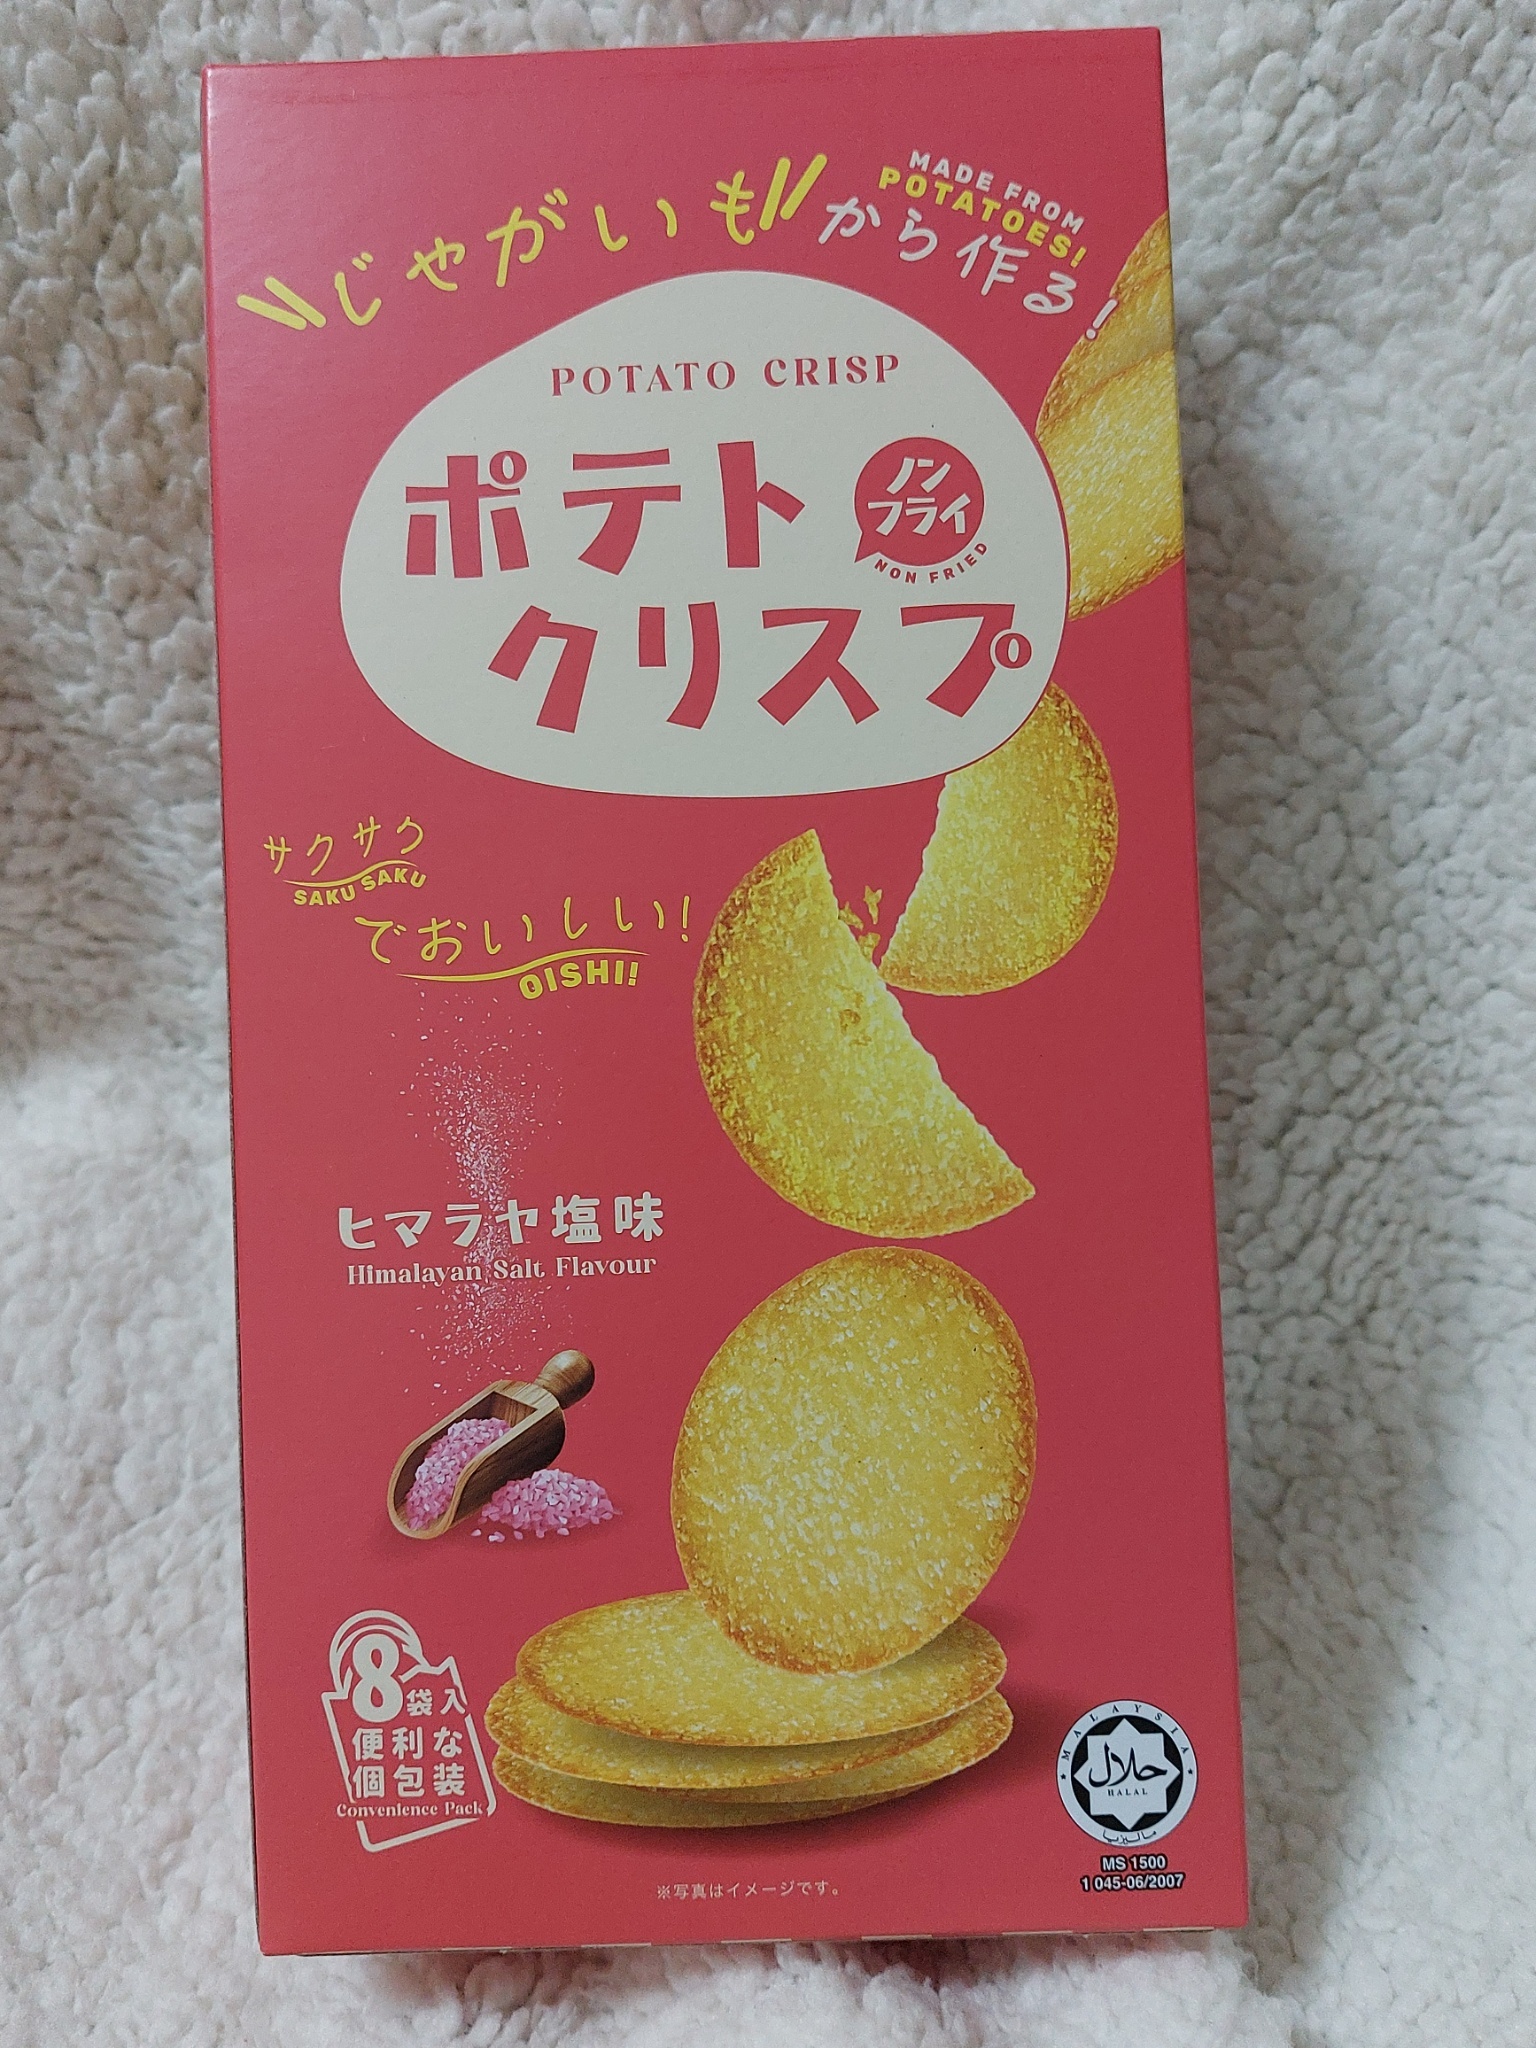 じゃがいも から作る!
MADE FROM
POTATOES!
POTATO CRISP
ポテト
ノン
フライ
NON FRIED
クリスプ
サクサク
SAKU SAKU
でおいしい!
OISHI!
ヒマラヤ塩味
Himalayan Salt Flavour
8袋入
便利な
個包装
Convenience Pack
MALAYSIA
حلال
HALAL
ماليزيا
MS 1500
1 045-06/2007
※写真はイメージです。